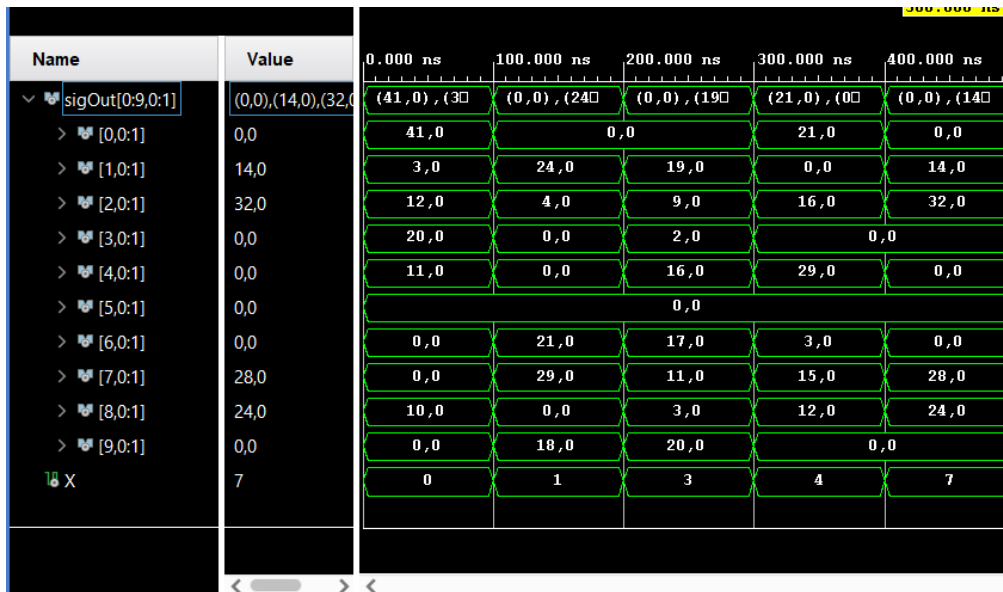 500.000 ns
Name Value 0.000 ns 100.000 ns 200.000 ns 300.000 ns 400.000 ns
sigOut[0:9,0:1] (0,0),(14,0),(32,0 (41,0),(3□ (0,0),(24□ (0,0),(19□ (21,0),(0□ (0,0),(14□
[0,0:1] 0,0 41,0 0,0 21,0 0,0
[1,0:1] 14,0 3,0 24,0 19,0 0,0 14,0
[2,0:1] 32,0 12,0 4,0 9,0 16,0 32,0
[3,0:1] 0,0 20,0 0,0 2,0 0,0
[4,0:1] 0,0 11,0 0,0 16,0 29,0 0,0
[5,0:1] 0,0 0,0
[6,0:1] 0,0 0,0 21,0 17,0 3,0 0,0
[7,0:1] 28,0 0,0 29,0 11,0 15,0 28,0
[8,0:1] 24,0 10,0 0,0 3,0 12,0 24,0
[9,0:1] 0,0 0,0 18,0 20,0 0,0
X 7 0 1 3 4 7